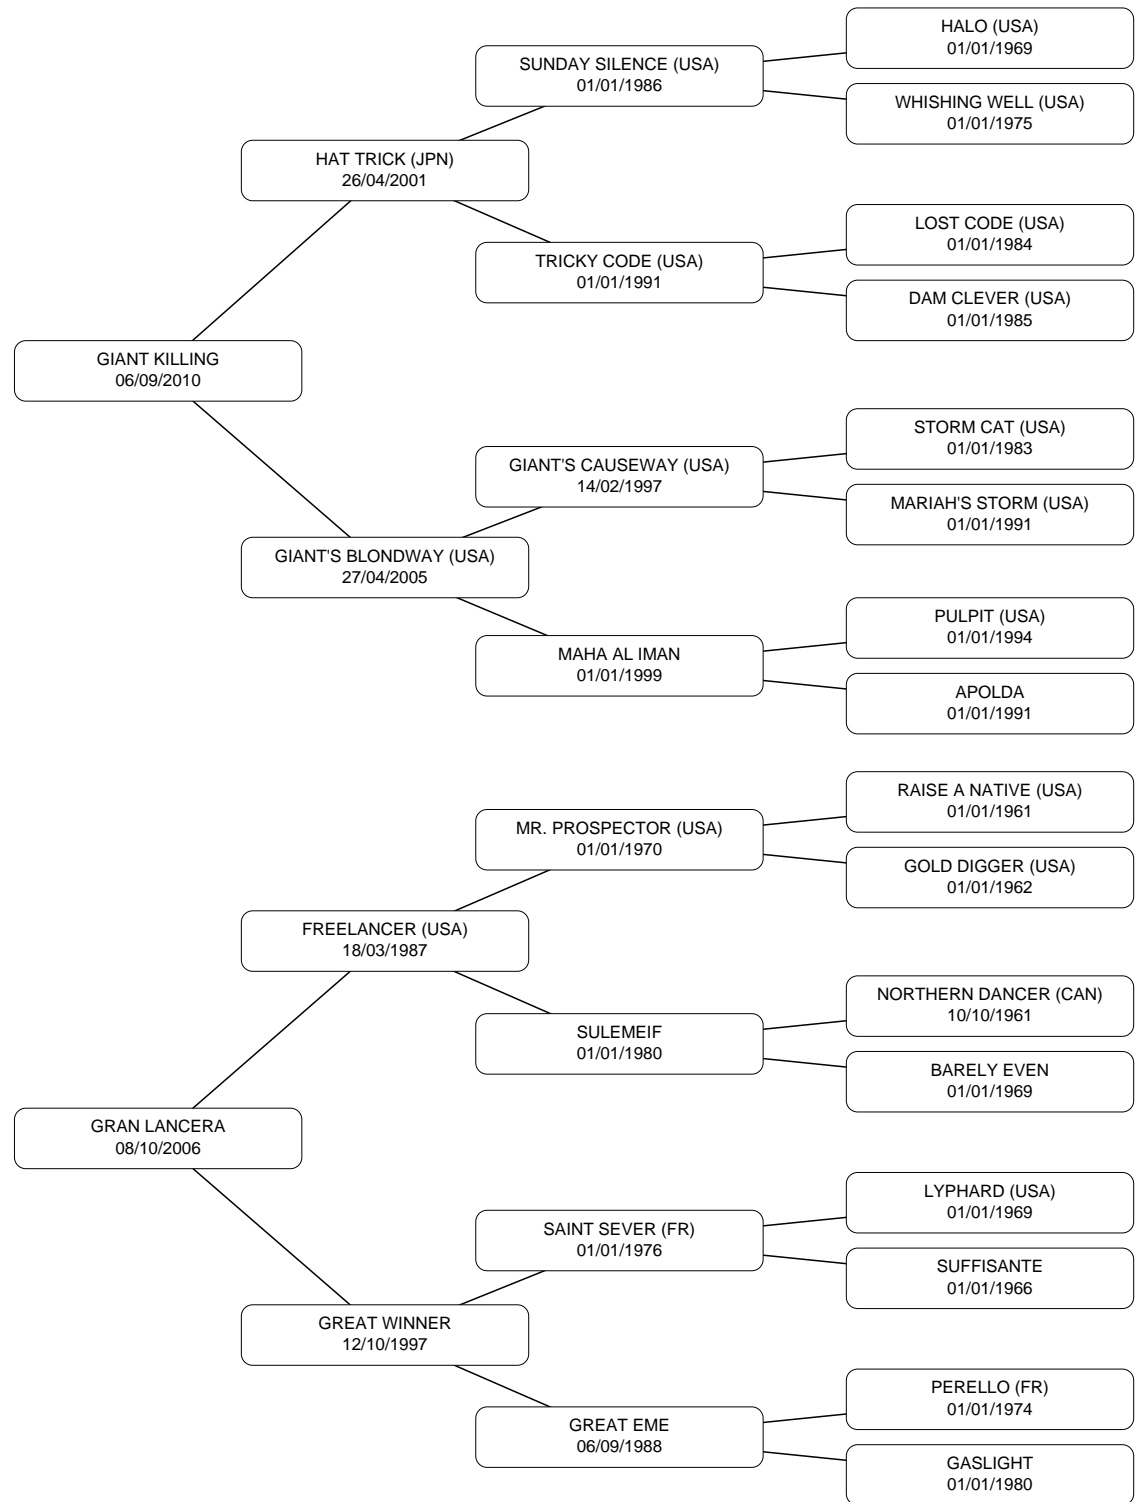 HALO (USA)
01/01/1969
SUNDAY SILENCE (USA)
01/01/1986
WHISHING WELL (USA)
01/01/1975
HAT TRICK (JPN)
26/04/2001
LOST CODE (USA)
01/01/1984
TRICKY CODE (USA)
01/01/1991
DAM CLEVER (USA)
01/01/1985
GIANT KILLING
06/09/2010
STORM CAT (USA)
01/01/1983
GIANT'S CAUSEWAY (USA)
14/02/1997
MARIAH'S STORM (USA)
01/01/1991
GIANT'S BLONDWAY (USA)
27/04/2005
PULPIT (USA)
01/01/1994
MAHA AL IMAN
01/01/1999
APOLDA
01/01/1991
RAISE A NATIVE (USA)
01/01/1961
MR. PROSPECTOR (USA)
01/01/1970
GOLD DIGGER (USA)
01/01/1962
FREELANCER (USA)
18/03/1987
NORTHERN DANCER (CAN)
10/10/1961
SULEMEIF
01/01/1980
BARELY EVEN
01/01/1969
GRAN LANCERA
08/10/2006
LYPHARD (USA)
01/01/1969
SAINT SEVER (FR)
01/01/1976
SUFFISANTE
01/01/1966
GREAT WINNER
12/10/1997
PERELLO (FR)
01/01/1974
GREAT EME
06/09/1988
GASLIGHT
01/01/1980